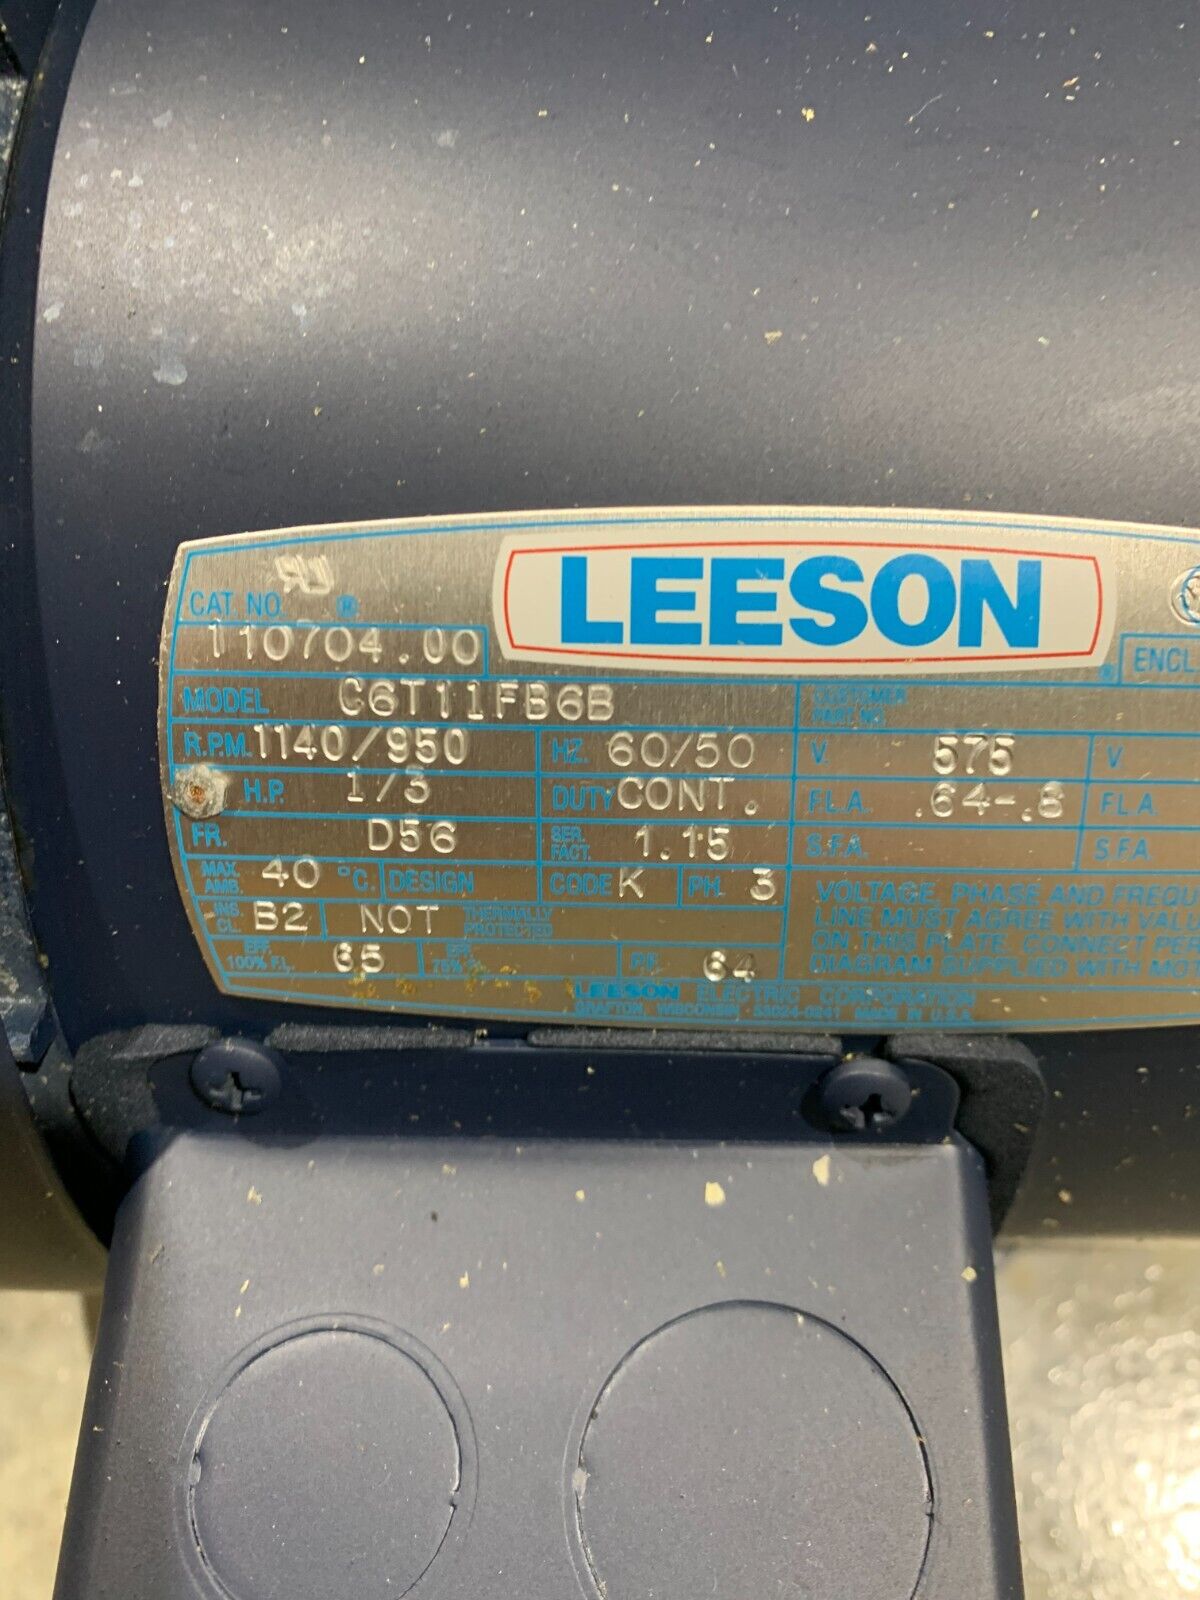 LEESON ®
CAT. NO. ®
110704.00
ENCL
MODEL C6T11FB6B CUSTOMER PART NO.
R.P.M. 1140/950 HZ. 60/50 V. 575 V.
H.P. 1/3 DUTY CONT. F.L.A. .64-.8 F.L.A.
FR. D56 SER. FACT. 1.15 S.F.A. S.F.A.
MAX. AMB. 40 °C. DESIGN CODE K PH. 3
INS. CL. B2 NOT THERMALLY PROTECTED
EFF. 100% F.L. 65 EFF. 75% P.F. 64
VOLTAGE, PHASE AND FREQU
LINE MUST AGREE WITH VALU
ON THIS PLATE. CONNECT PER
DIAGRAM SUPPLIED WITH MOT
LEESON ELECTRIC CORPORATION
GRAFTON, WISCONSIN 53024-0241 MADE IN U.S.A.